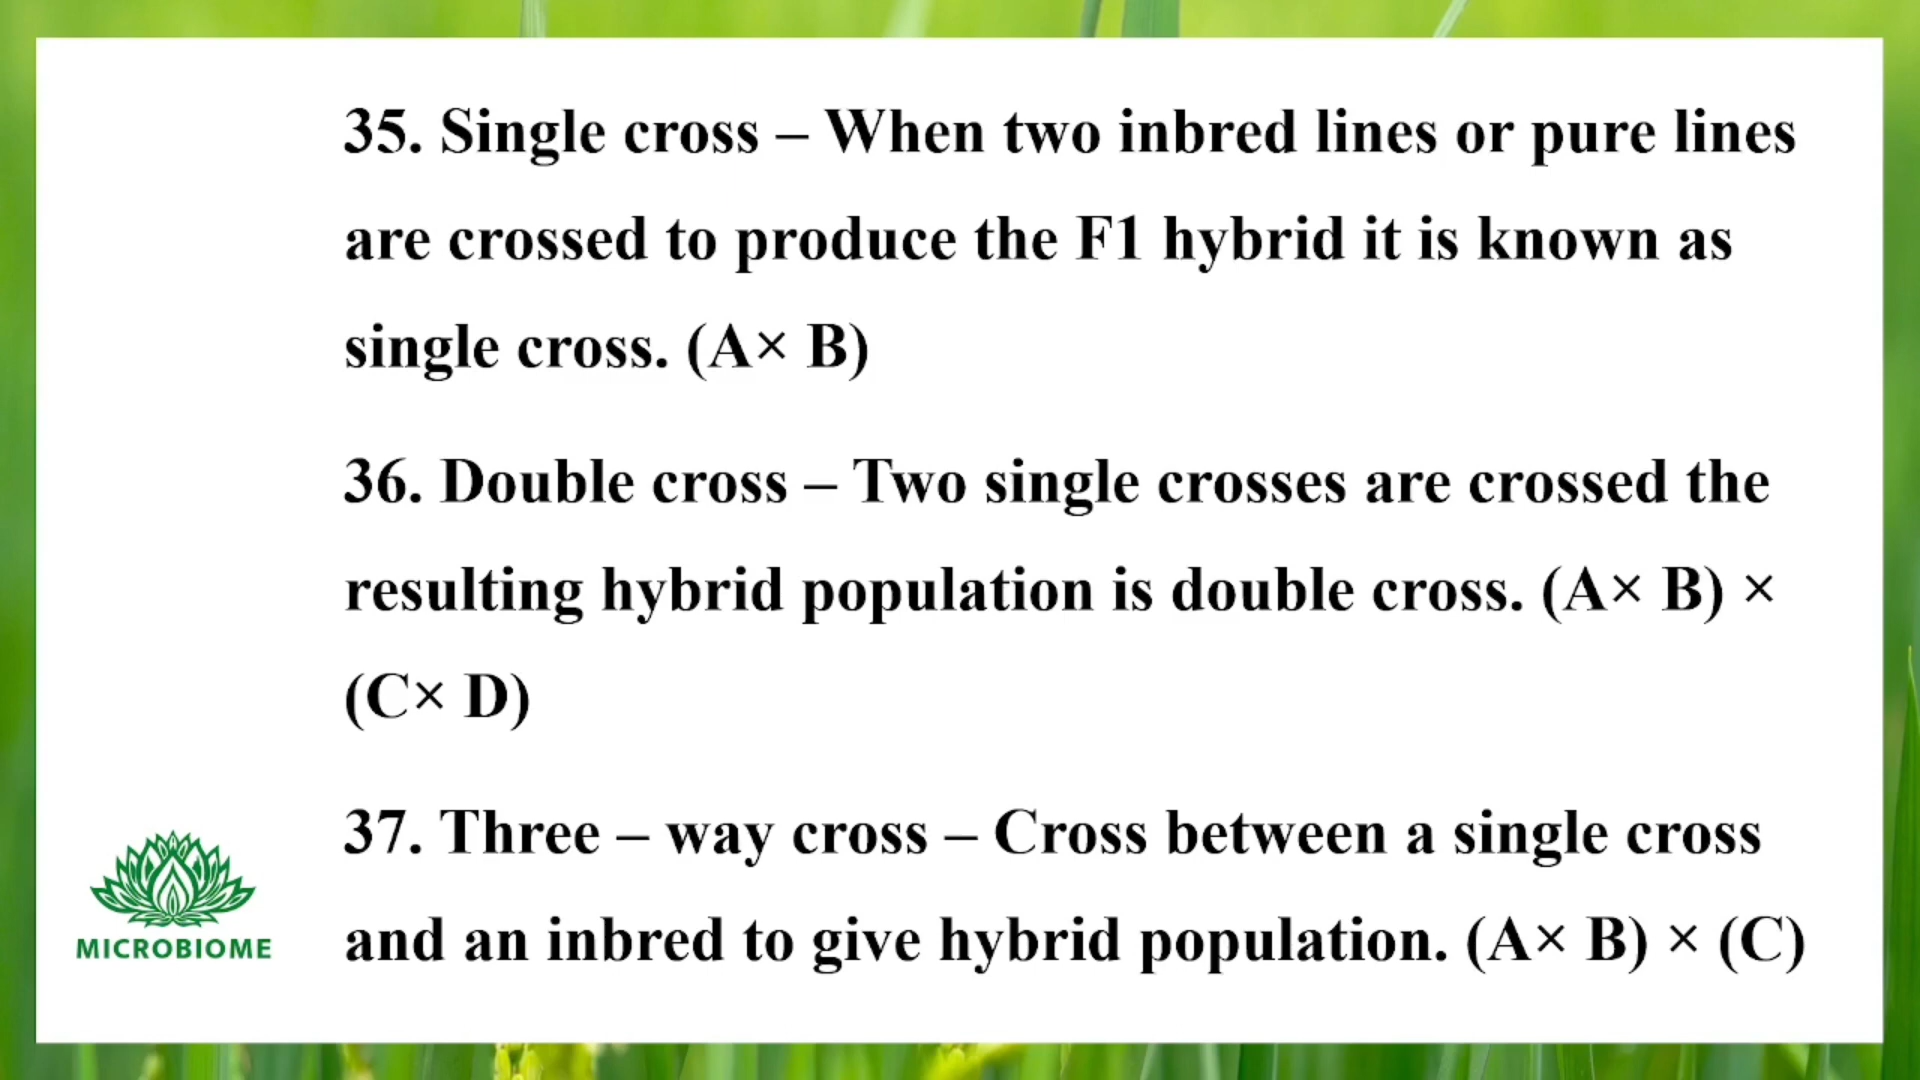 35. Single cross – When two inbred lines or pure lines
are crossed to produce the F1 hybrid it is known as
single cross. (A× B)
36. Double cross – Two single crosses are crossed the
resulting hybrid population is double cross. (A× B) ×
(C× D)
37. Three – way cross – Cross between a single cross
and an inbred to give hybrid population. (A× B) × (C)
MICROBIOME